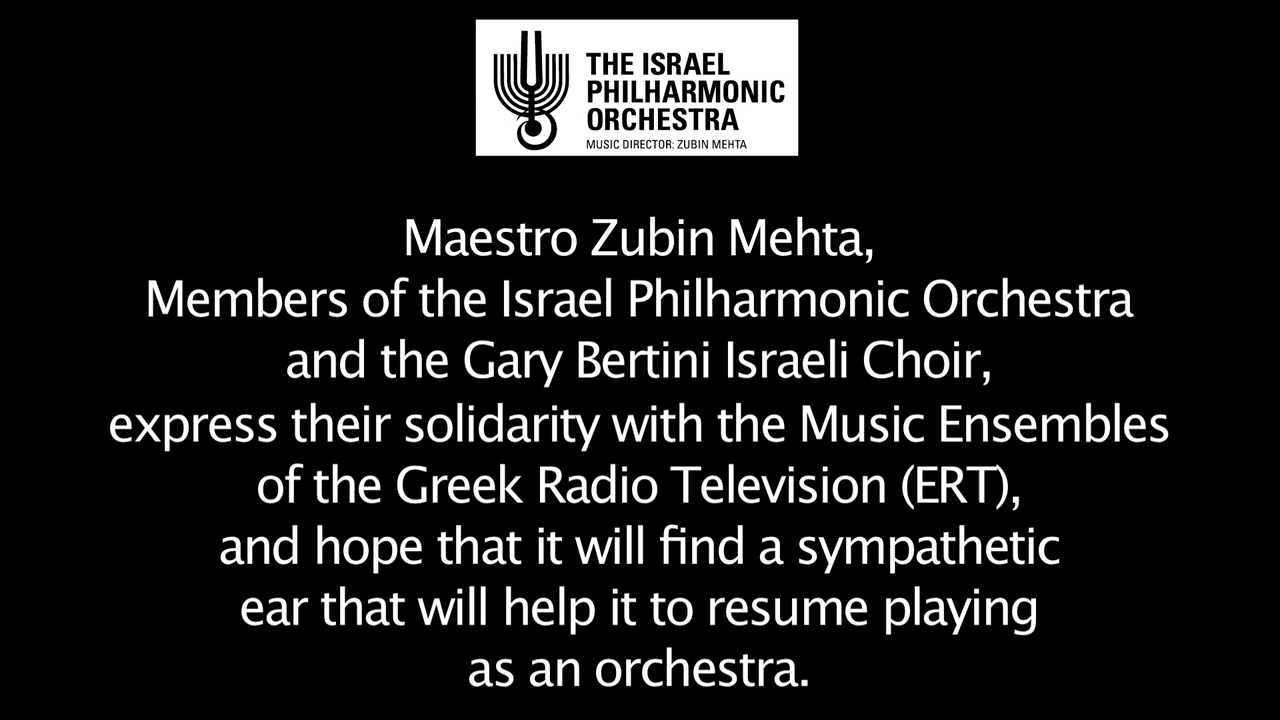 THE ISRAEL
PHILHARMONIC
ORCHESTRA
MUSIC DIRECTOR: ZUBIN MEHTA
Maestro Zubin Mehta,
Members of the Israel Philharmonic Orchestra
and the Gary Bertini Israeli Choir,
express their solidarity with the Music Ensembles
of the Greek Radio Television (ERT),
and hope that it will find a sympathetic
ear that will help it to resume playing
as an orchestra.